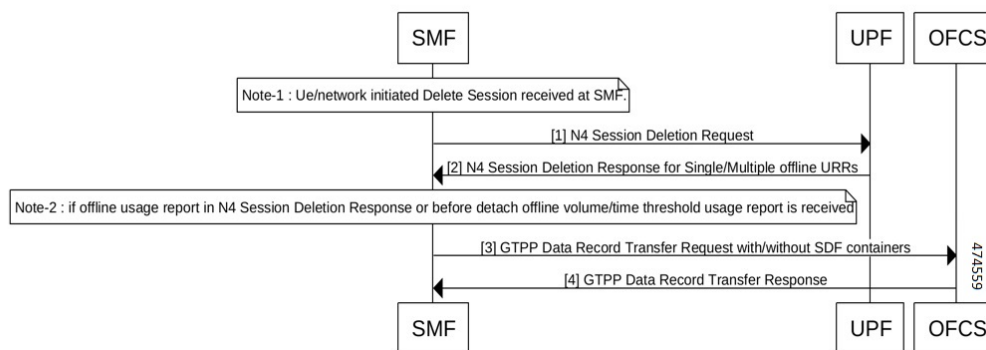 SMF
UPF
OFCS
Note-1 : Ue/network initiated Delete Session received at SMF.
[1] N4 Session Deletion Request
[2] N4 Session Deletion Response for Single/Multiple offline URRs
Note-2 : if offline usage report in N4 Session Deletion Response or before detach offline volume/time threshold usage report is received
[3] GTPP Data Record Transfer Request with/without SDF containers
[4] GTPP Data Record Transfer Response
474559
SMF
UPF
OFCS